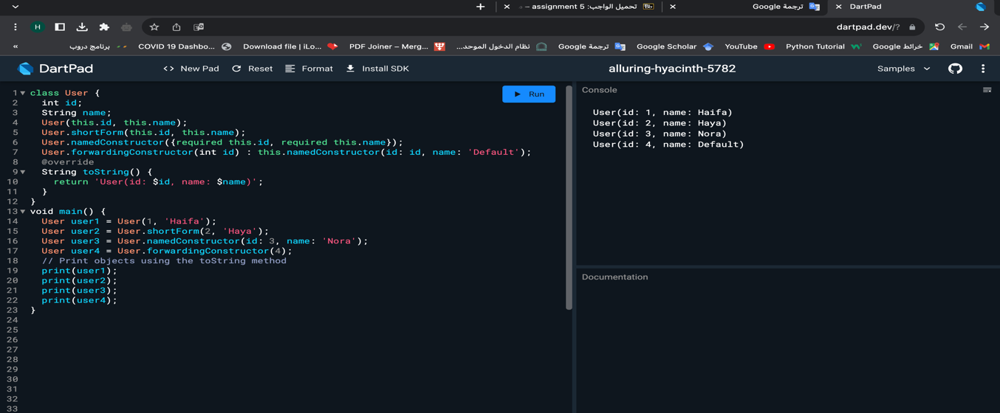 تحميل الواجب: assignment 5 –
Bb
ترجمة Google
DartPad
H
dartpad.dev/?
« برنامج دروب COVID 19 Dashbo... Download file | iLo... PDF Joiner – Merg... نظام الدخول الموحد... ترجمة Google Google Scholar YouTube Python Tutorial خرائط Google Gmail
DartPad <> New Pad Reset Format Install SDK alluring-hyacinth-5782 Samples
Run
1 class User {
2 int id;
3 String name;
4 User(this.id, this.name);
5 User.shortForm(this.id, this.name);
6 User.namedConstructor({required this.id, required this.name});
7 User.forwardingConstructor(int id) : this.namedConstructor(id: id, name: 'Default');
8 @override
9 String toString() {
10 return 'User(id: $id, name: $name)';
11 }
12 }
13 void main() {
14 User user1 = User(1, 'Haifa');
15 User user2 = User.shortForm(2, 'Haya');
16 User user3 = User.namedConstructor(id: 3, name: 'Nora');
17 User user4 = User.forwardingConstructor(4);
18 // Print objects using the toString method
19 print(user1);
20 print(user2);
21 print(user3);
22 print(user4);
23 }
24
25
26
27
28
29
30
31
32
33
Console
User(id: 1, name: Haifa)
User(id: 2, name: Haya)
User(id: 3, name: Nora)
User(id: 4, name: Default)
Documentation